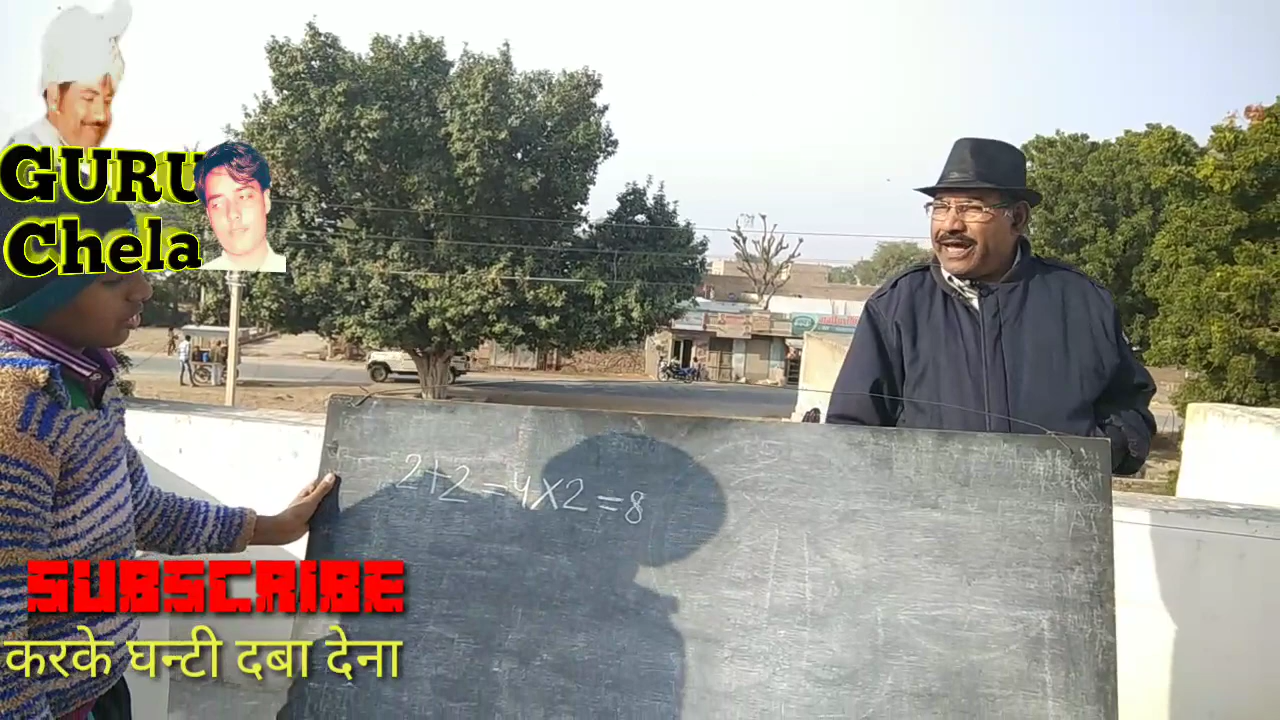 GURU
Chela
2+2=4x2=8
SUBSCRIBE
करके घन्टी दबा देना